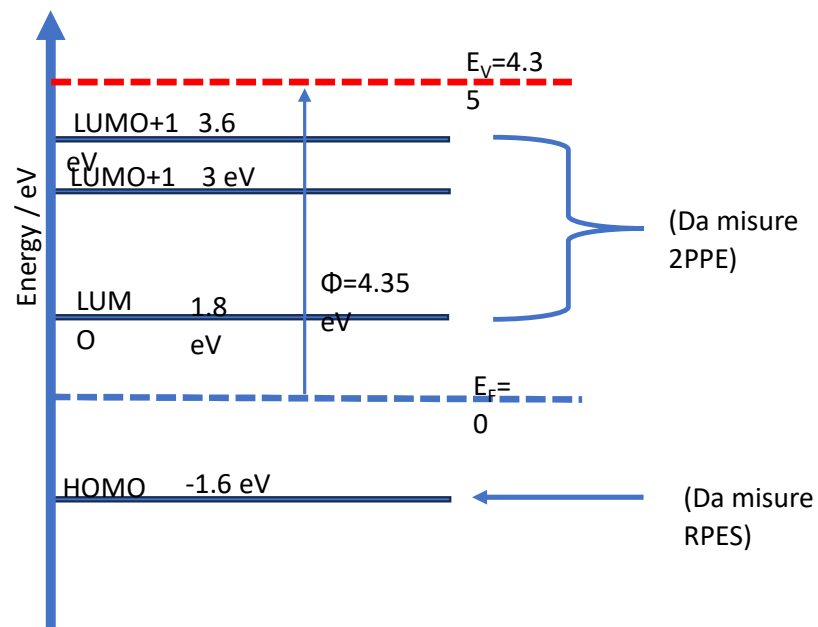 E_V=4.3
5
LUMO+1 3.6
eV
LUMO+1 3 eV
(Da misure
2PPE)
Energy / eV
Φ=4.35
eV
LUM
O
1.8
eV
E_F=
0
HOMO -1.6 eV
(Da misure
RPES)